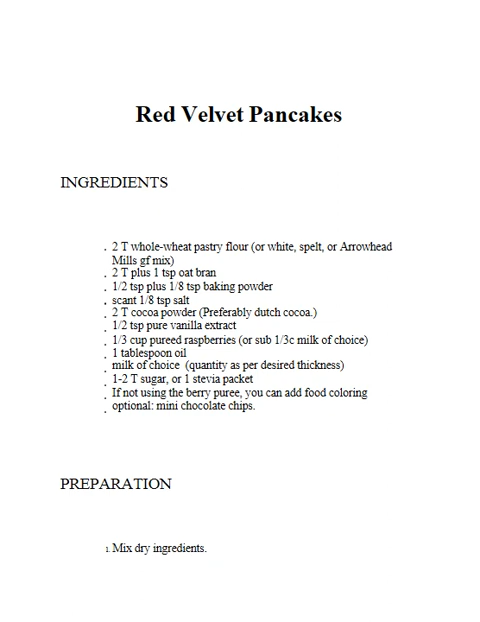 Red Velvet Pancakes
INGREDIENTS
. 2 T whole-wheat pastry flour (or white, spelt, or Arrowhead
Mills gf mix)
. 2 T plus 1 tsp oat bran
. 1/2 tsp plus 1/8 tsp baking powder
. scant 1/8 tsp salt
. 2 T cocoa powder (Preferably dutch cocoa.)
. 1/2 tsp pure vanilla extract
. 1/3 cup pureed raspberries (or sub 1/3c milk of choice)
. 1 tablespoon oil
. milk of choice (quantity as per desired thickness)
. 1-2 T sugar, or 1 stevia packet
. If not using the berry puree, you can add food coloring
. optional: mini chocolate chips.
PREPARATION
1. Mix dry ingredients.